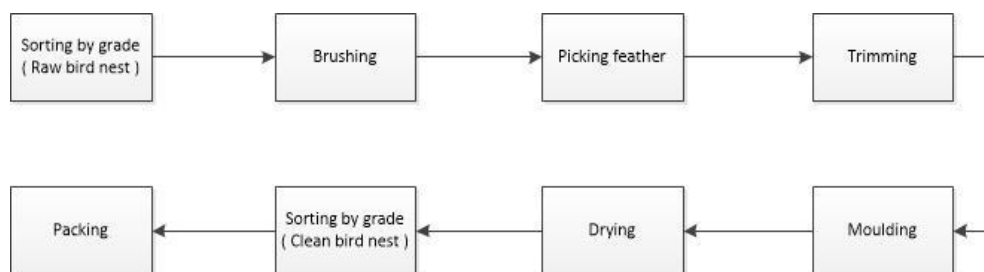 Sorting by grade
( Raw bird nest )
Brushing
Picking feather
Trimming
Packing
Sorting by grade
( Clean bird nest )
Drying
Moulding